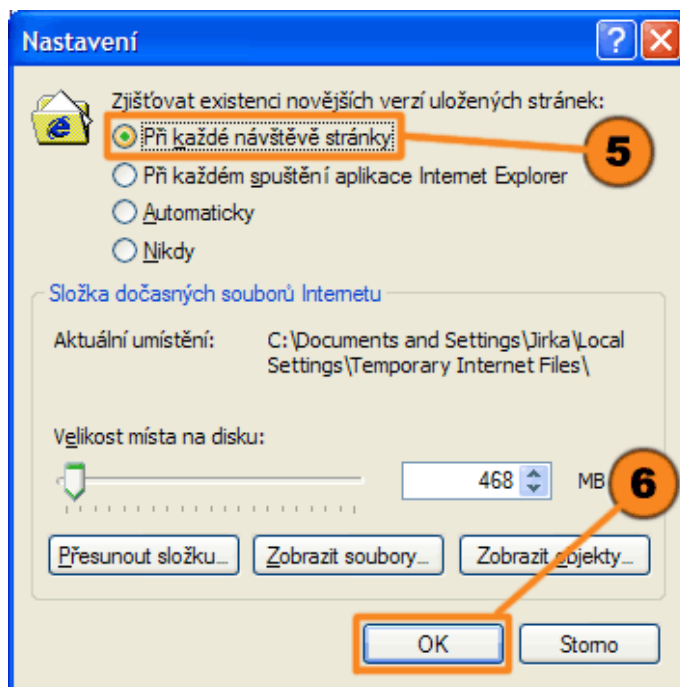 Nastavení
Zjišťovat existenci novějších verzí uložených stránek:
Při každé návštěvě stránky
5
Při každém spuštění aplikace Internet Explorer
Automaticky
Nikdy
Složka dočasných souborů Internetu
Aktuální umístění:
C:\Documents and Settings\Jirka\Local
Settings\Temporary Internet Files\
Velikost místa na disku:
468 MB
6
Přesunout složku... Zobrazit soubory... Zobrazit objekty...
OK Storno